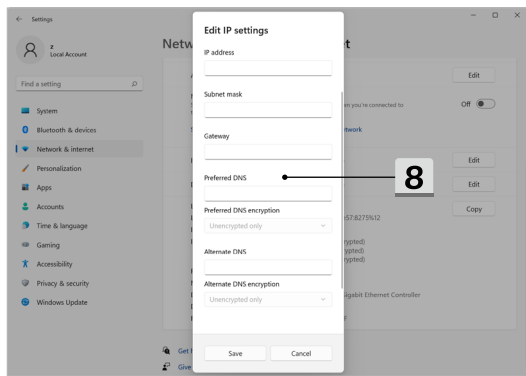 Settings
z
Local Account
Find a setting
System
Bluetooth & devices
Network & internet
Personalization
Apps
Accounts
Time & language
Gaming
Accessibility
Privacy & security
Windows Update
Netw
et
Edit
en you're connected to
Off
etwork
Edit
Edit
Copy
:57:B275%12
rypted)
rypted)
rypted)
Gigabit Ethernet Controller
F
Get
Give
Edit IP settings
IP address
Subnet mask
Gateway
Preferred DNS
8
Preferred DNS encryption
Unencrypted only
Alternate DNS
Alternate DNS encryption
Unencrypted only
Save
Cancel